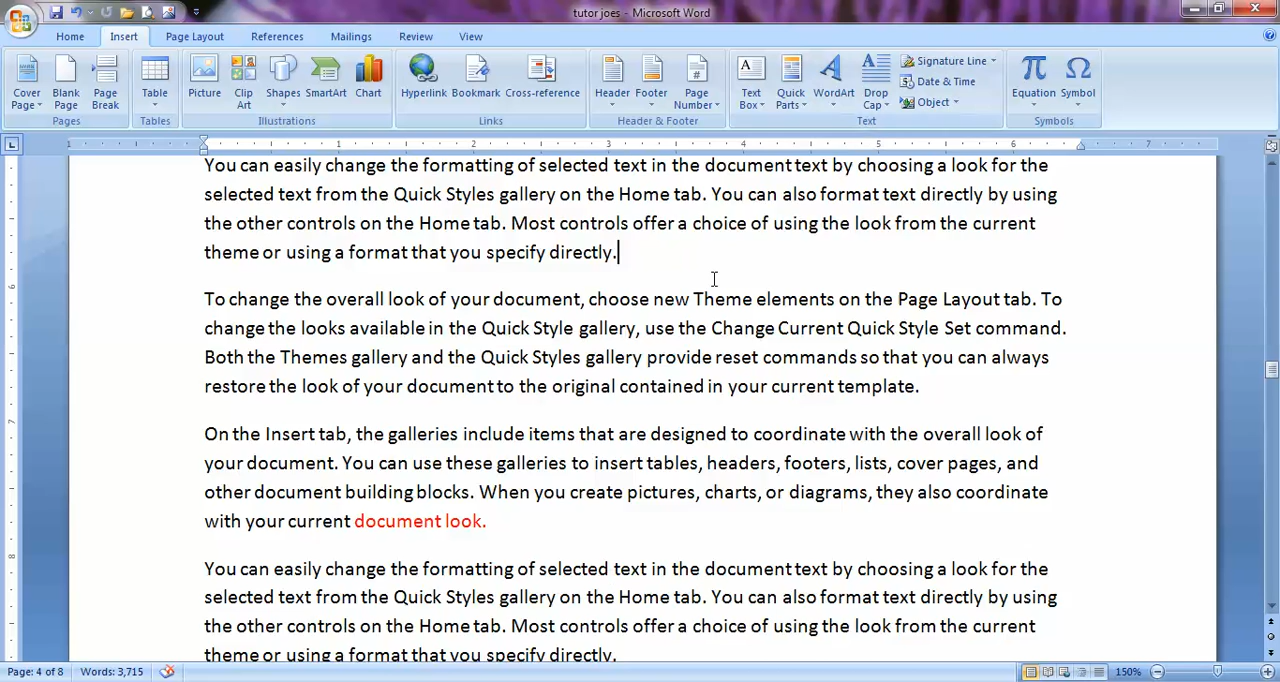 tutor joes - Microsoft Word
Home Insert Page Layout References Mailings Review View
Cover Page Blank Page Page Break
Pages
Table
Tables
Picture Clip Art Shapes SmartArt Chart
Illustrations
Hyperlink Bookmark Cross-reference
Links
Header Footer Page Number
Header & Footer
Text Box Quick Parts WordArt Drop Cap
Signature Line
Date & Time
Object
Text
Equation Symbol
Symbols
1 1 2 3 4 5 6 7
You can easily change the formatting of selected text in the document text by choosing a look for the
selected text from the Quick Styles gallery on the Home tab. You can also format text directly by using
the other controls on the Home tab. Most controls offer a choice of using the look from the current
theme or using a format that you specify directly.
To change the overall look of your document, choose new Theme elements on the Page Layout tab. To
change the looks available in the Quick Style gallery, use the Change Current Quick Style Set command.
Both the Themes gallery and the Quick Styles gallery provide reset commands so that you can always
restore the look of your document to the original contained in your current template.
On the Insert tab, the galleries include items that are designed to coordinate with the overall look of
your document. You can use these galleries to insert tables, headers, footers, lists, cover pages, and
other document building blocks. When you create pictures, charts, or diagrams, they also coordinate
with your current document look.
You can easily change the formatting of selected text in the document text by choosing a look for the
selected text from the Quick Styles gallery on the Home tab. You can also format text directly by using
the other controls on the Home tab. Most controls offer a choice of using the look from the current
theme or using a format that you specify directly.
Page: 4 of 8 Words: 3,715 150%